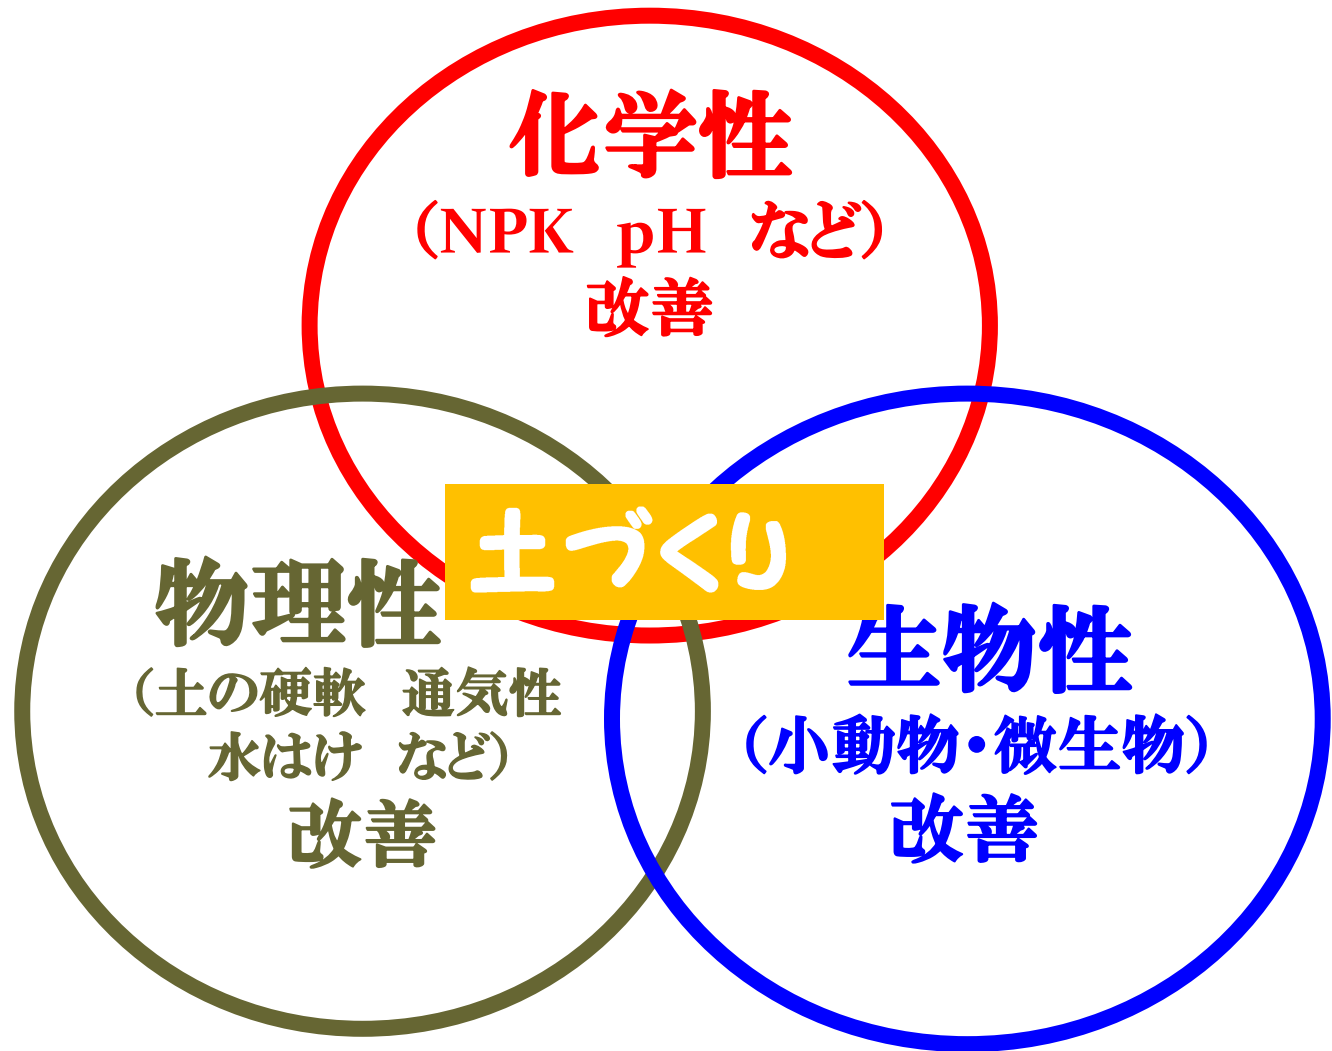 化学性
（NPK　pH　など）
改善
土づくり
物理性
（土の硬軟　通気性
水はけ　など）
改善
生物性
（小動物・微生物）
改善